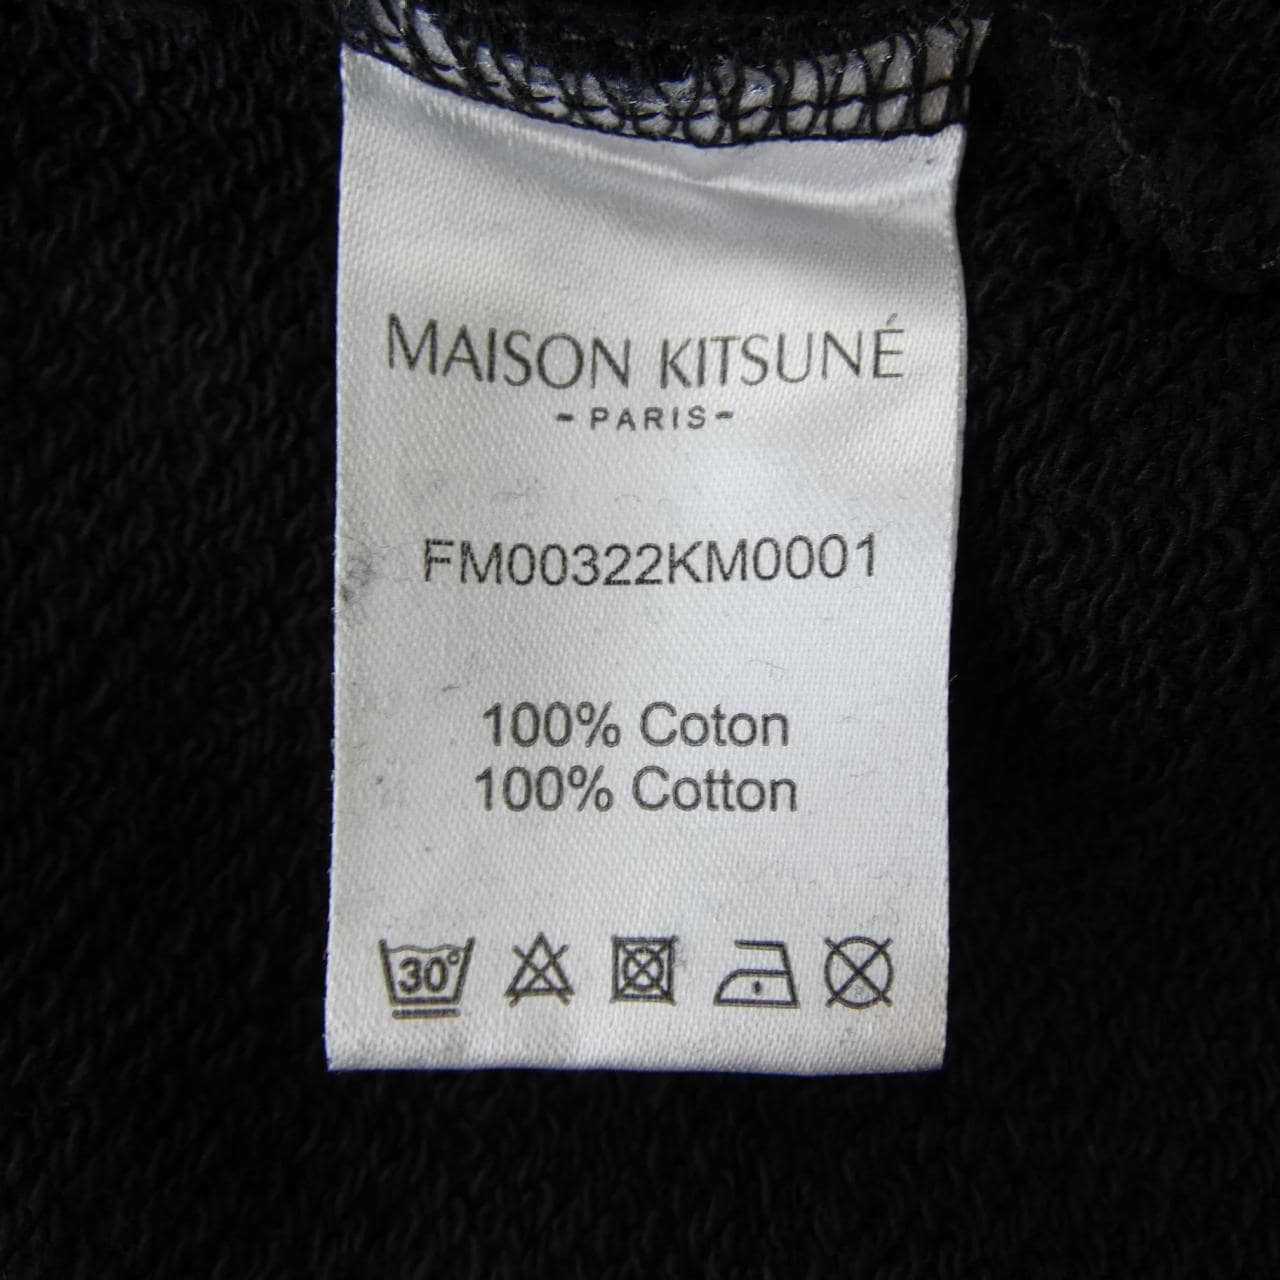 MAISON KITSUNÉ
- PARIS -
FM00322KM0001
100% Coton
100% Cotton
30°